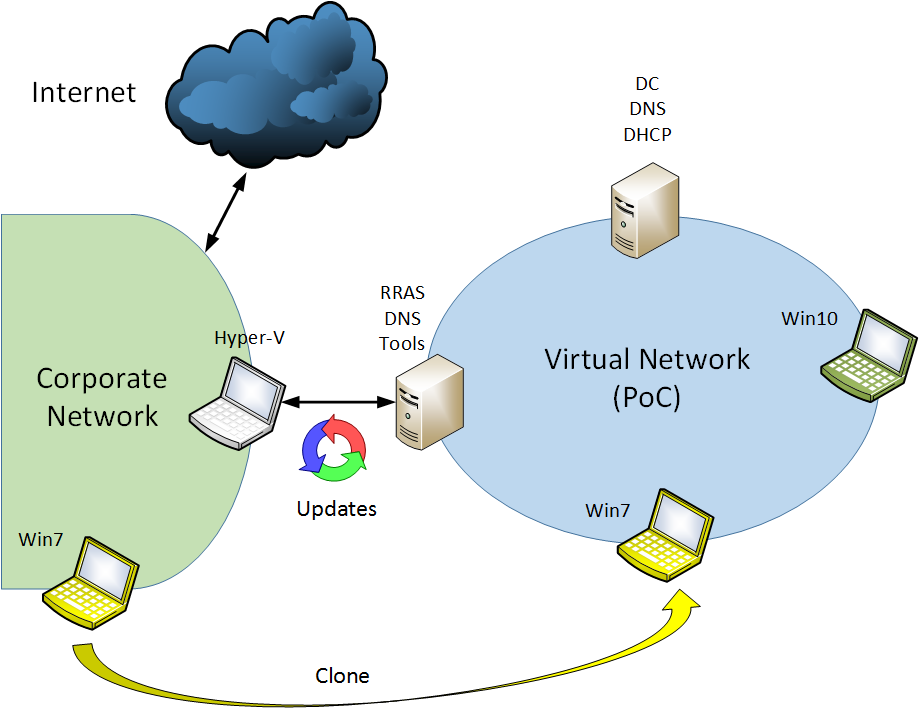 Internet
DC
DNS
DHCP
RRAS
DNS
Tools
Hyper-V
Win10
Corporate
Network
Virtual Network
(PoC)
Updates
Win7
Win7
Clone